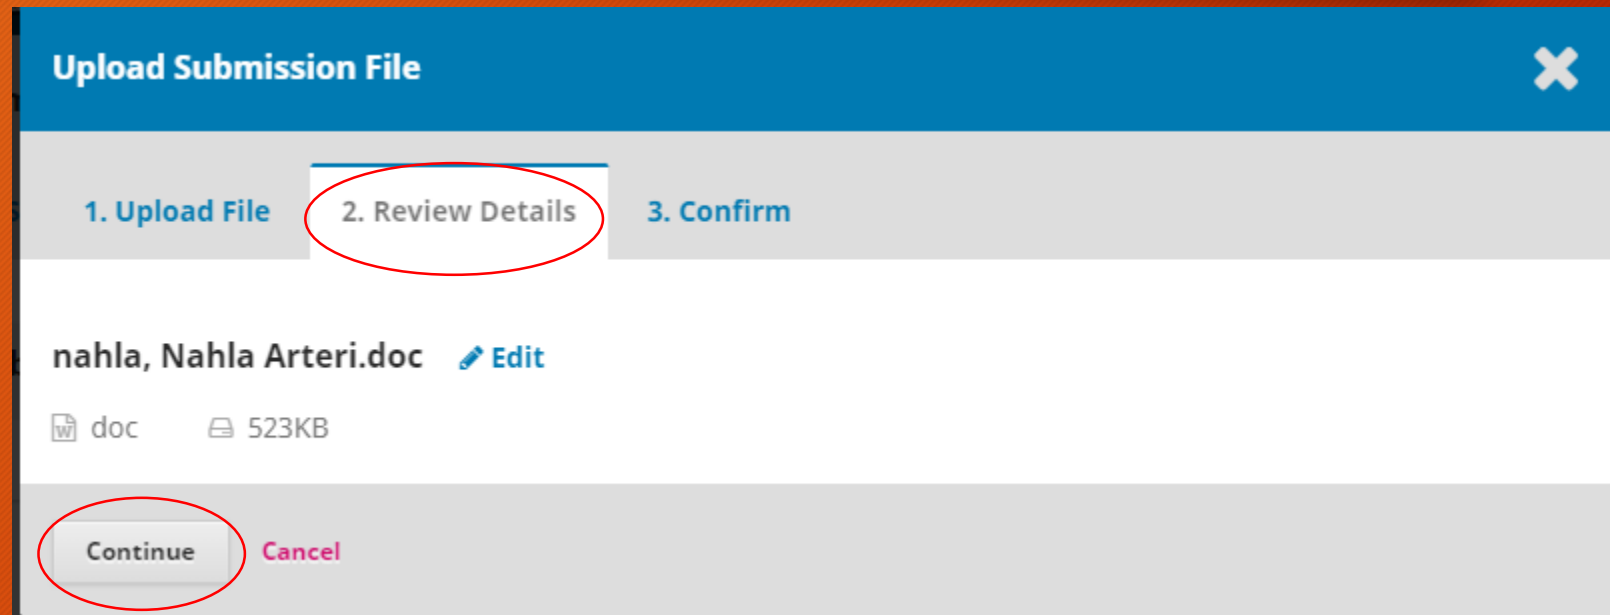 Upload Submission File
1. Upload File 2. Review Details 3. Confirm
nahla, Nahla Arteri.doc Edit
doc 523KB
Continue Cancel